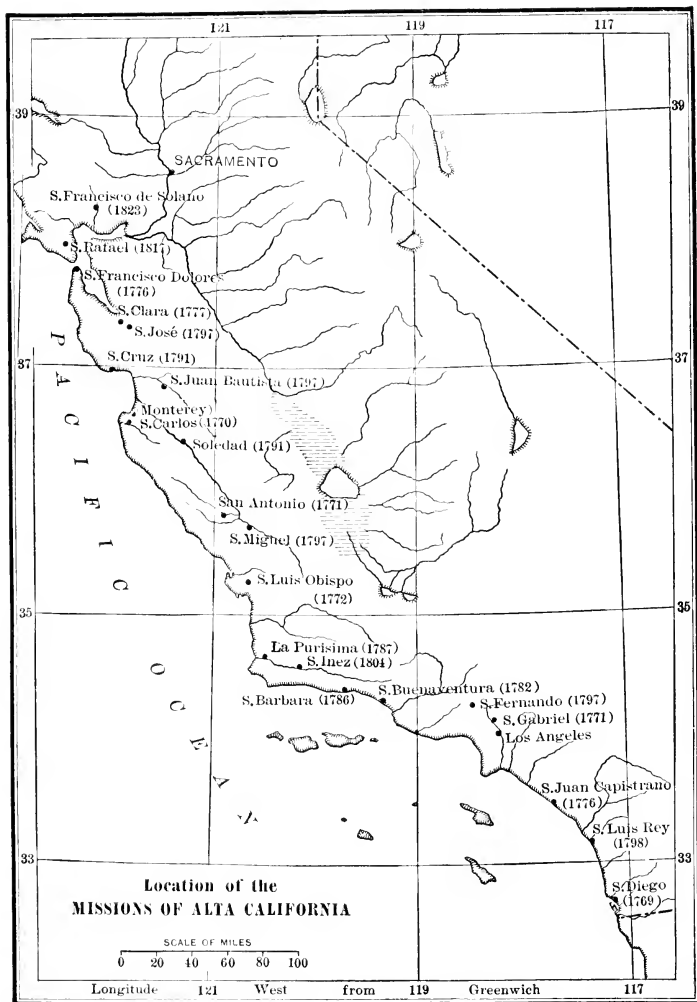 121 119 117
39 39
SACRAMENTO
S.Francisco de Solano
(1823)
S.Rafael (1817)
S.Francisco Dolores
(1776)
S.Clara (1777)
S.José (1797)
S.Cruz (1791)
37 37
S.Juan Bautista (1797)
Monterey
S.Carlos (1770)
Soledad (1791)
San Antonio (1771)
S.Miguel (1797)
S.Luis Obispo
(1772)
35 35
La Purisima (1787)
S.Inez (1804)
S.Barbara (1786)
S.Buenaventura (1782)
S.Fernando (1797)
S.Gabriel (1771)
Los Angeles
S.Juan Capistrano
(1776)
S.Luis Rey
(1798)
33 33
S.Diego
(1769)
PACIFIC OCEAN
Location of the
MISSIONS OF ALTA CALIFORNIA
SCALE OF MILES
0 20 40 60 80 100
Longitude 121 West from 119 Greenwich 117